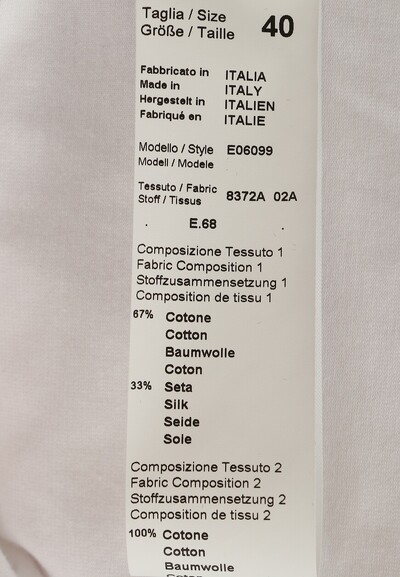 Taglia / Size
Größe / Taille 40
Fabbricato in ITALIA
Made in ITALY
Hergestelt in ITALIEN
Fabriqué en ITALIE
Modello / Style E06099
Modell / Modele
Tessuto / Fabric 8372A 02A
Stoff / Tissus
E.68
Composizione Tessuto 1
Fabric Composition 1
Stoffzusammensetzung 1
Composition de tissu 1
67% Cotone
Cotton
Baumwolle
Coton
33% Seta
Silk
Seide
Soie
Composizione Tessuto 2
Fabric Composition 2
Stoffzusammensetzung 2
Composition de tissu 2
100% Cotone
Cotton
Baumwolle
Coton